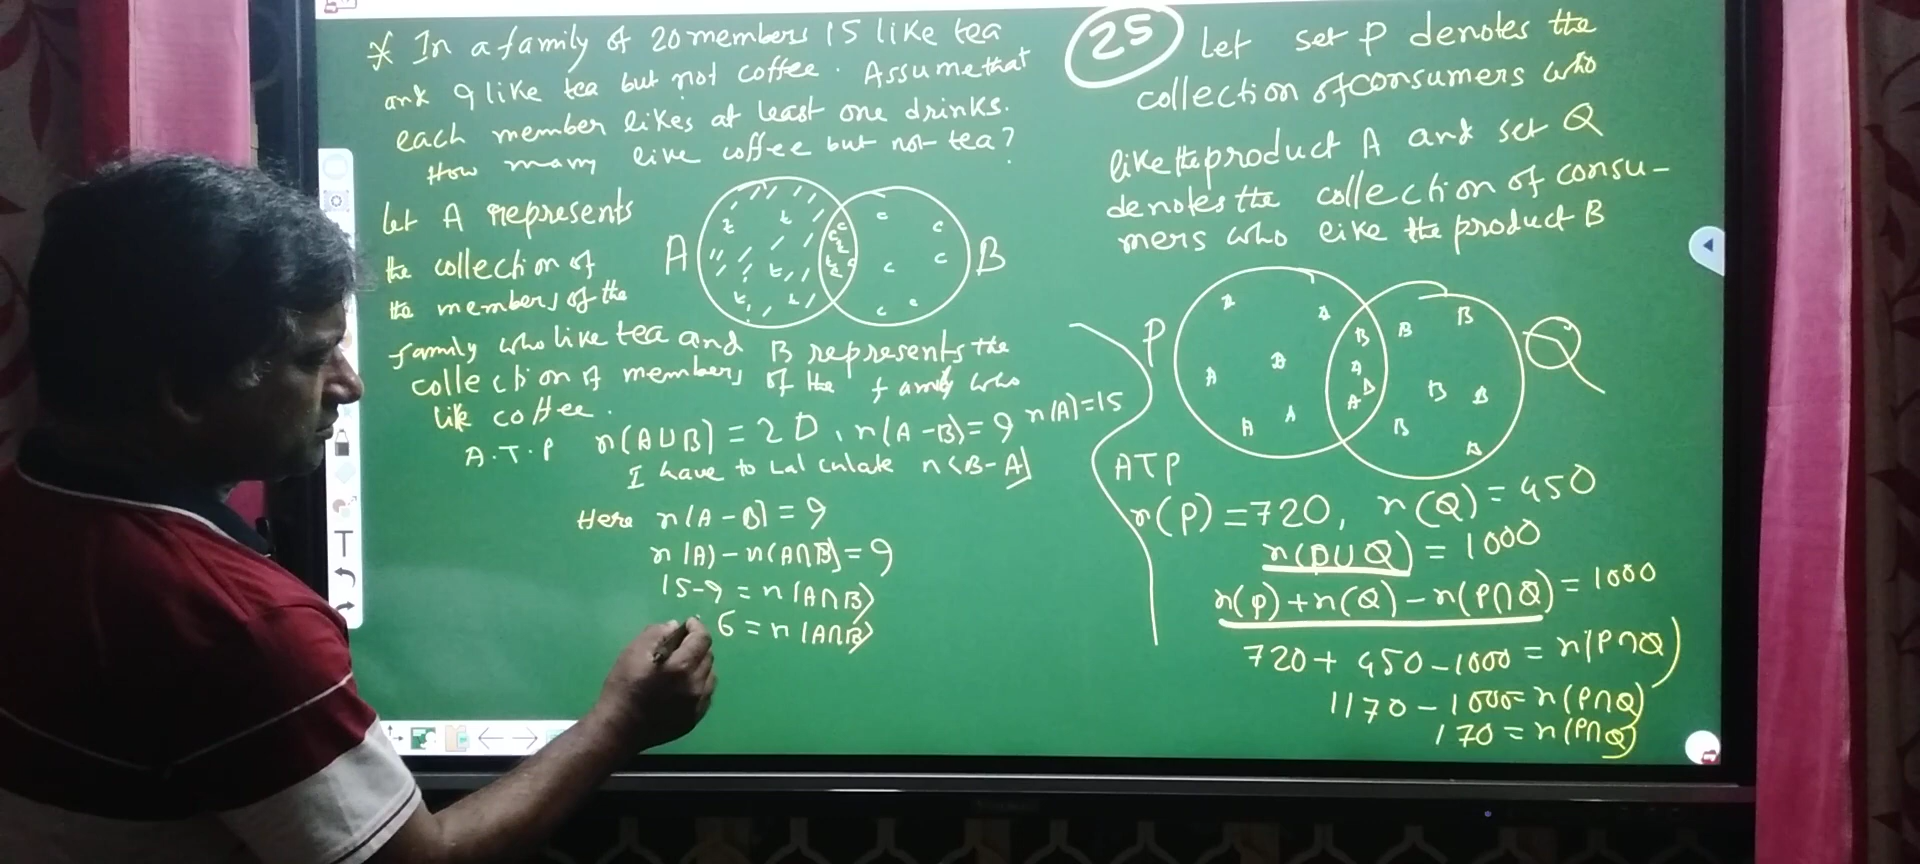 * In a family of 20 members 15 like tea
and 9 like tea but not coffee. Assume that
each member likes at least one drinks.
How many like coffee but not tea?
Let A represents
the collection of
the members of the
family who like tea and B represents the
collection of members of the family who
like coffee.
A B
A.T.P n(A∪B) = 20, n(A-B) = 9 n(A)=15
I have to calculate n(B-A)
Here n(A-B) = 9
n(A) - n(A∩B) = 9
15-9 = n(A∩B)
6 = n(A∩B)
25 Let set P denotes the
collection of consumers who
like the product A and set Q
denotes the collection of consu-
mers who like the product B
P Q
ATP
n(P) = 720, n(Q) = 450
n(P∪Q) = 1000
n(P) + n(Q) - n(P∩Q) = 1000
720 + 450 - 1000 = n(P∩Q)
1170 - 1000 = n(P∩Q)
170 = n(P∩Q)
T